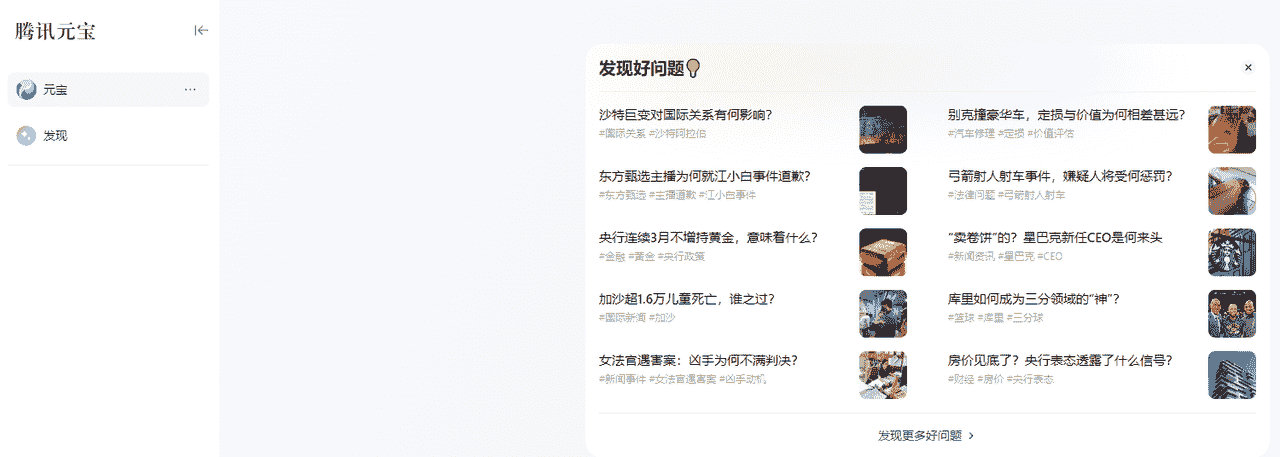 腾讯元宝
元宝
发现
发现好问题
沙特巨变对国际关系有何影响?
#国际关系 #沙特阿拉伯
别克撞豪华车，定损与价值为何相差甚远?
#汽车修理 #定损 #价值评估
东方甄选主播为何就江小白事件道歉?
#东方甄选 #主播道歉 #江小白事件
弓箭射人射车事件，嫌疑人将受何惩罚?
#法律问题 #弓箭射人射车
央行连续3月不增持黄金，意味着什么?
#金融 #黄金 #央行政策
“卖卷饼”的? 星巴克新任CEO是何来头
#新闻资讯 #星巴克 #CEO
加沙超1.6万儿童死亡，谁之过?
#国际新闻 #加沙
库里如何成为三分领域的“神”?
#篮球 #库里 #三分球
女法官遇害案：凶手为何不满判决?
#新闻事件 #女法官遇害案 #凶手动机
房价见底了? 央行表态透露了什么信号?
#财经 #房价 #央行表态
发现更多好问题